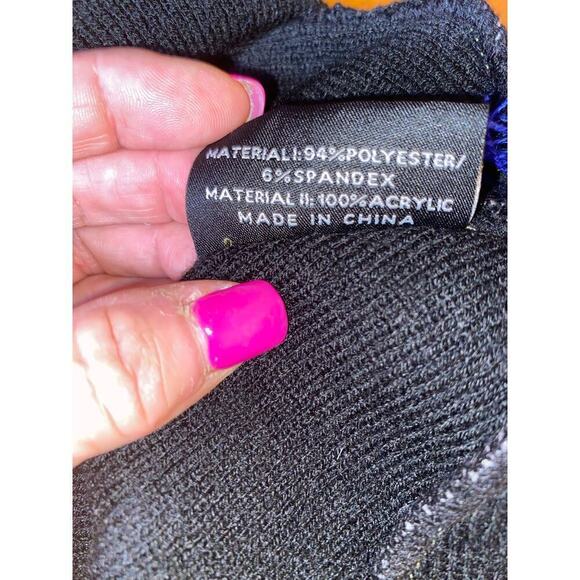 MATERIAL I: 94%POLYESTER/
6%SPANDEX
MATERIAL II: 100%ACRYLIC
MADE IN CHINA